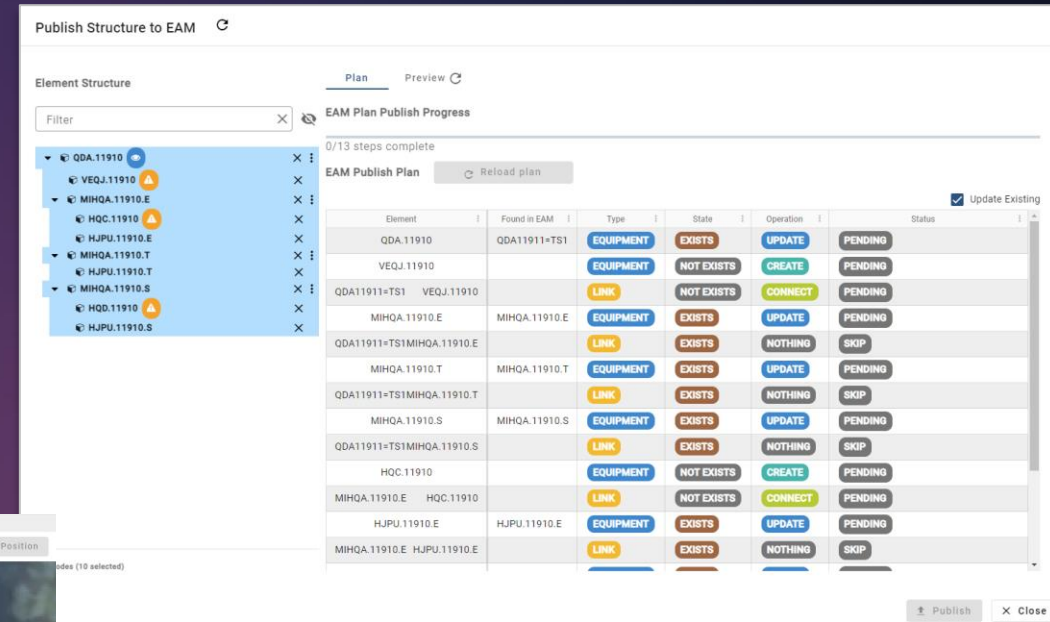 Publish Structure to EAM
Element Structure
Plan Preview
Filter
EAM Plan Publish Progress
0/13 steps complete
EAM Publish Plan Reload plan
Update Existing
QDA.11910
VEQJ.11910
MIHQA.11910.E
HQC.11910
HJPU.11910.E
MIHQA.11910.T
HJPU.11910.T
MIHQA.11910.S
HQD.11910
HJPU.11910.S
Element Found in EAM Type State Operation Status
QDA.11910 QDA11911=TS1 EQUIPMENT EXISTS UPDATE PENDING
VEQJ.11910 EQUIPMENT NOT EXISTS CREATE PENDING
QDA11911=TS1 VEQJ.11910 LINK NOT EXISTS CONNECT PENDING
MIHQA.11910.E MIHQA.11910.E EQUIPMENT EXISTS UPDATE PENDING
QDA11911=TS1MIHQA.11910.E LINK EXISTS NOTHING SKIP
MIHQA.11910.T MIHQA.11910.T EQUIPMENT EXISTS UPDATE PENDING
QDA11911=TS1MIHQA.11910.T LINK EXISTS NOTHING SKIP
MIHQA.11910.S MIHQA.11910.S EQUIPMENT EXISTS UPDATE PENDING
QDA11911=TS1MIHQA.11910.S LINK EXISTS NOTHING SKIP
HQC.11910 EQUIPMENT NOT EXISTS CREATE PENDING
MIHQA.11910.E HQC.11910 LINK NOT EXISTS CONNECT PENDING
HJPU.11910.E HJPU.11910.E EQUIPMENT EXISTS UPDATE PENDING
MIHQA.11910.E HJPU.11910.E LINK EXISTS NOTHING SKIP
Position
odes (10 selected)
Publish Close